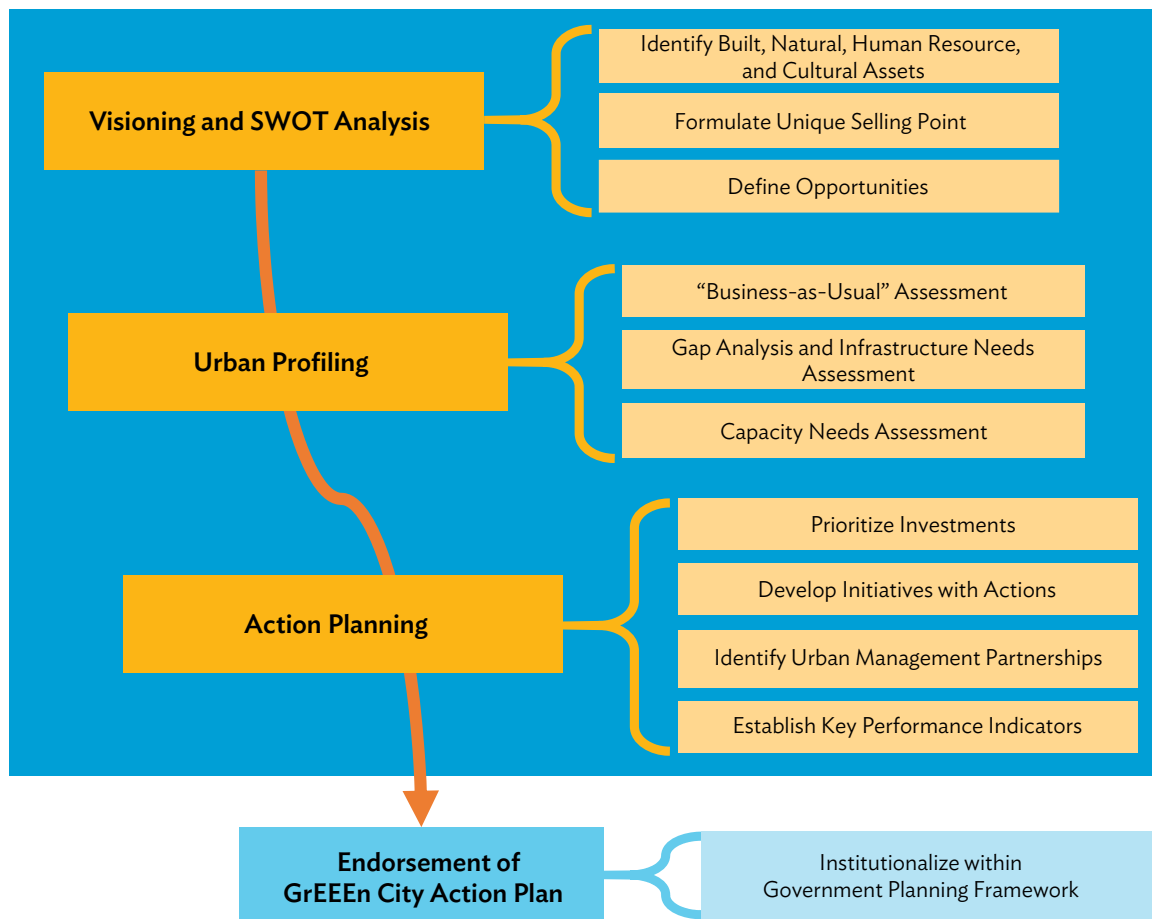 Visioning and SWOT Analysis
Identify Built, Natural, Human Resource,
and Cultural Assets
Formulate Unique Selling Point
Define Opportunities
Urban Profiling
“Business-as-Usual” Assessment
Gap Analysis and Infrastructure Needs
Assessment
Capacity Needs Assessment
Action Planning
Prioritize Investments
Develop Initiatives with Actions
Identify Urban Management Partnerships
Establish Key Performance Indicators
Endorsement of
GrEEEn City Action Plan
Institutionalize within
Government Planning Framework